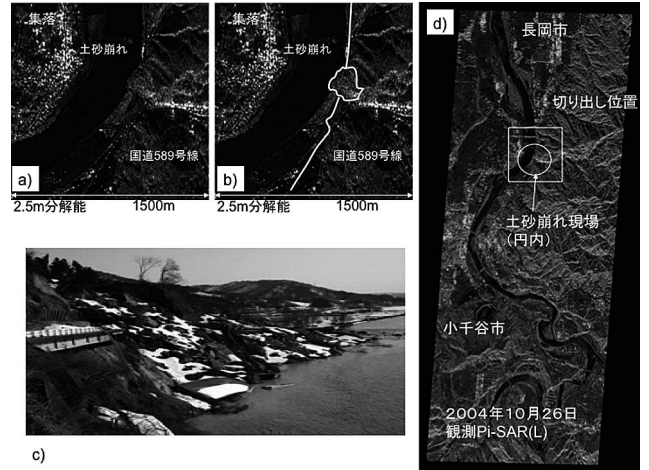 集落
土砂崩れ
国道589号線
a)
2.5m分解能
1500m
集落
土砂崩れ
国道589号線
b)
2.5m分解能
1500m
c)
d)
長岡市
切り出し位置
土砂崩れ現場
(円内)
小千谷市
2004年10月26日
観測Pi-SAR(L)